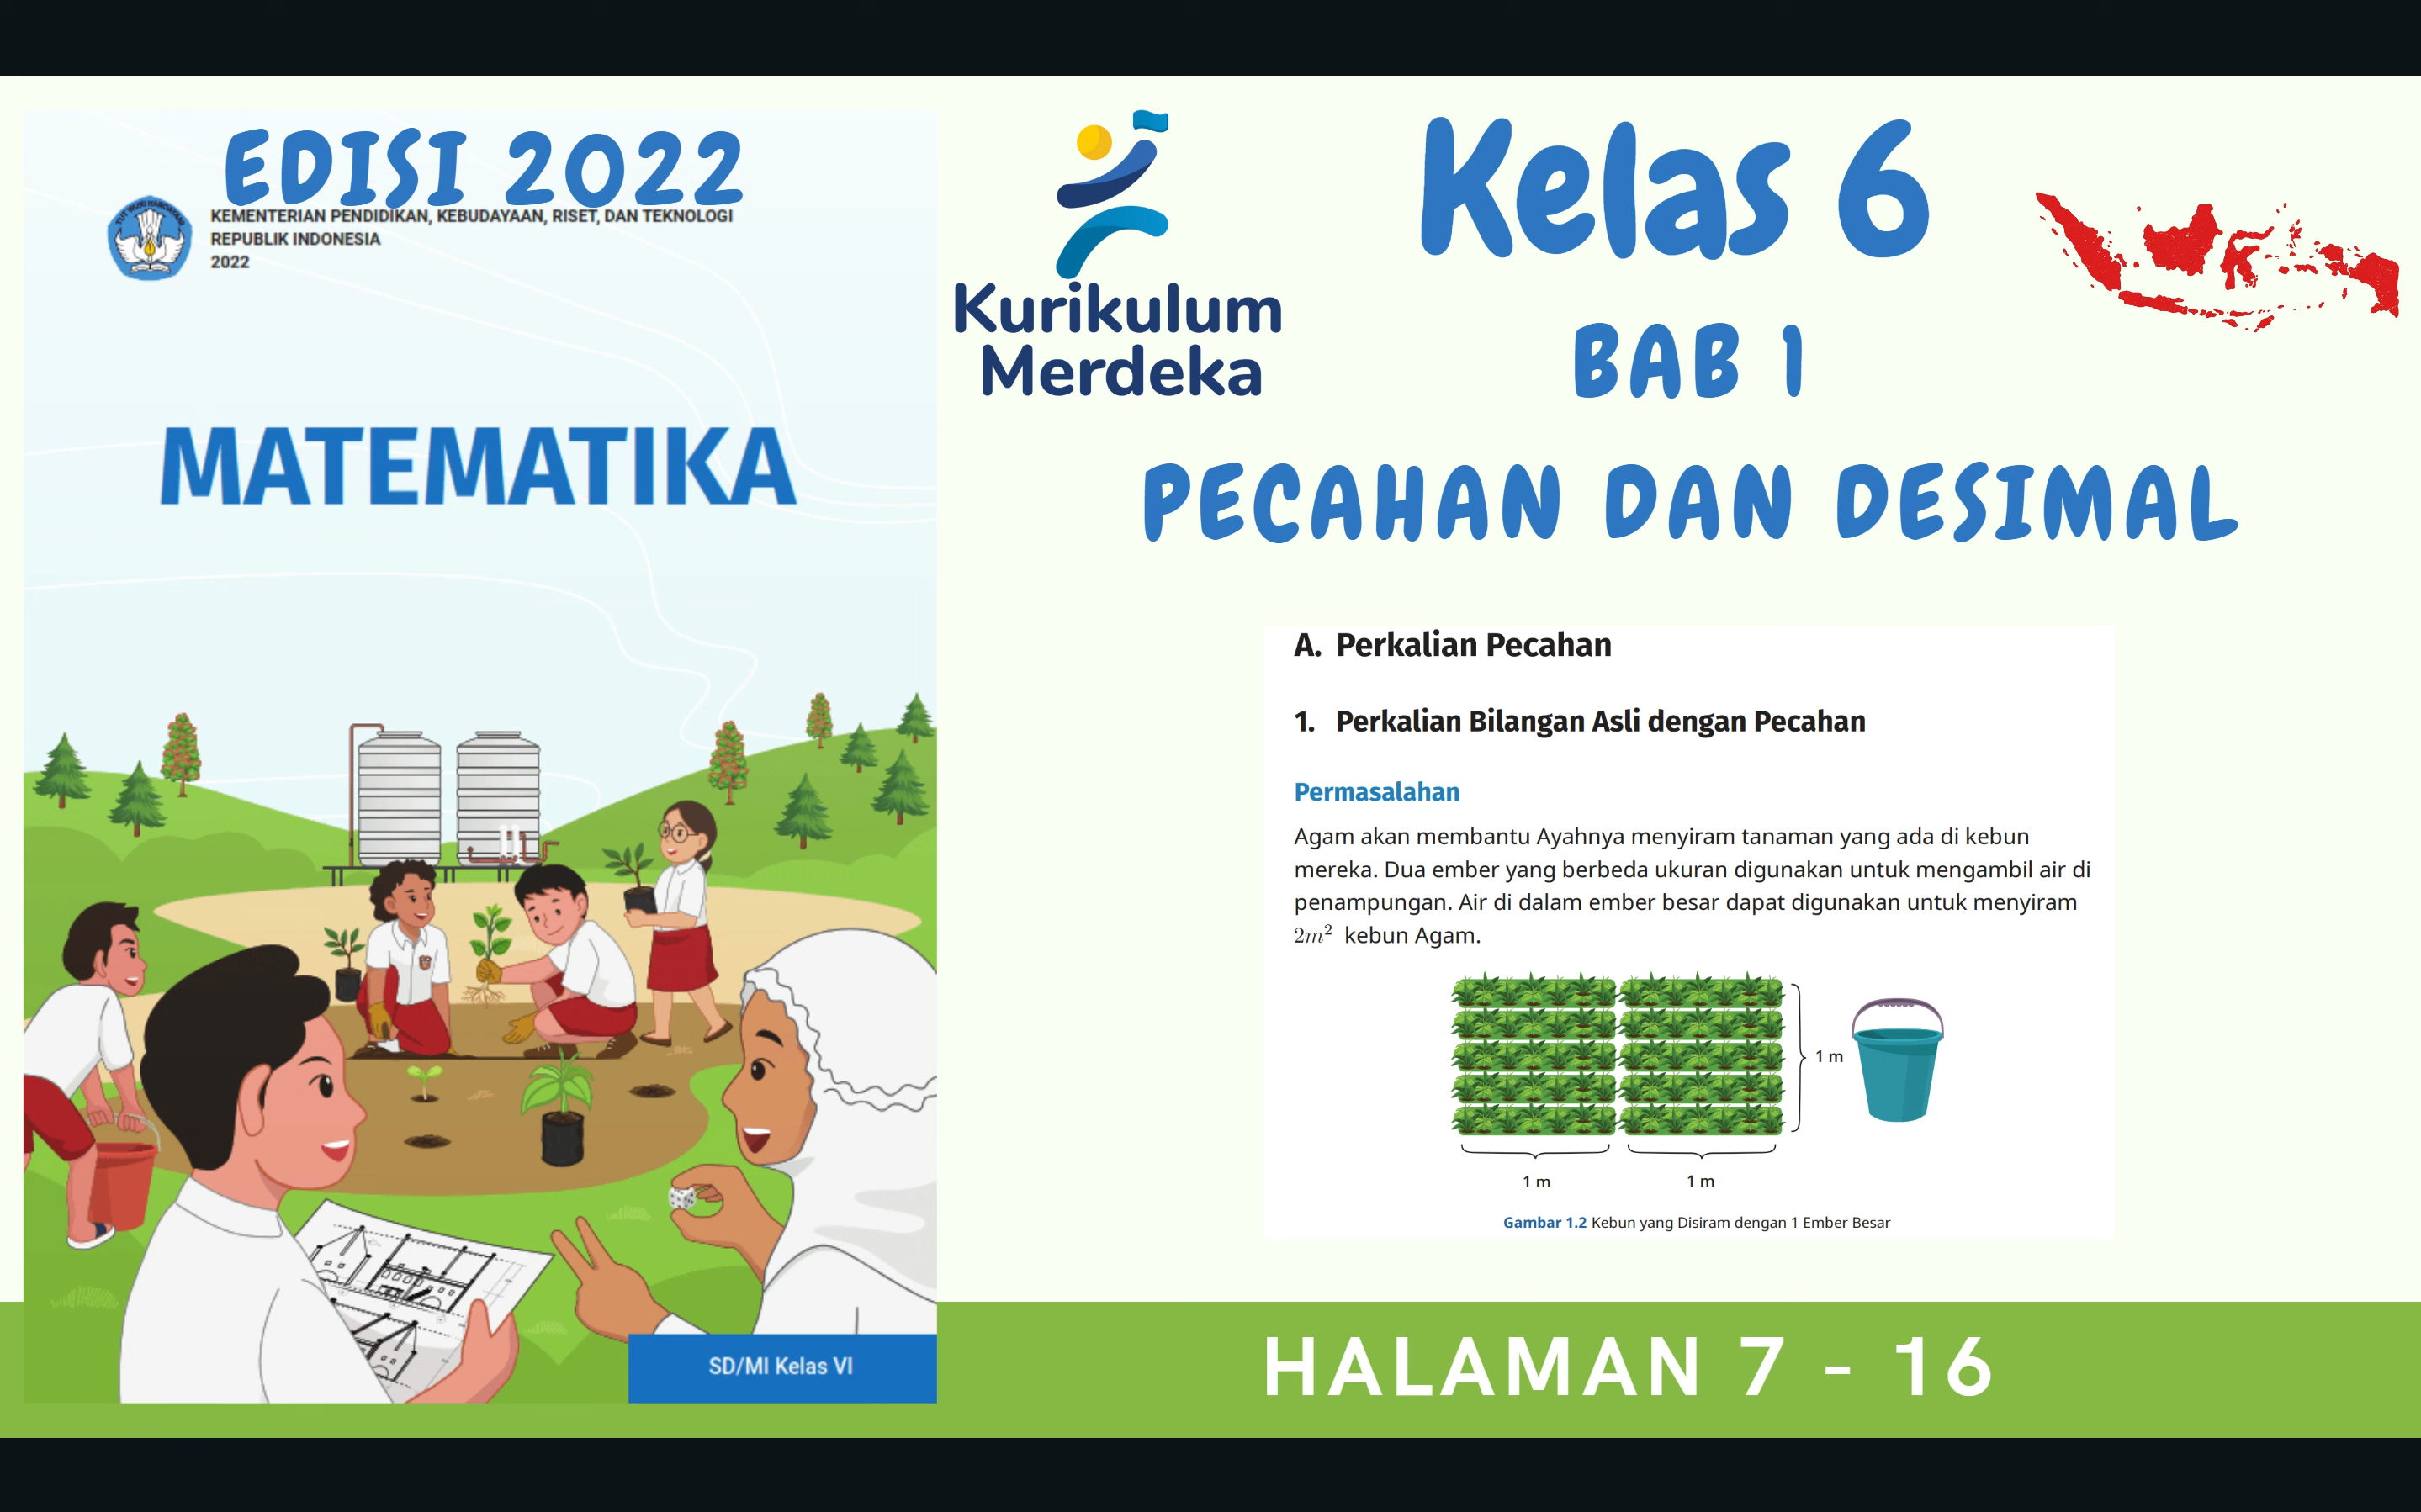 EDISI 2022
KEMENTERIAN PENDIDIKAN, KEBUDAYAAN, RISET, DAN TEKNOLOGI
REPUBLIK INDONESIA
2022
MATEMATIKA
SD/MI Kelas VI
Kurikulum
Merdeka
Kelas 6
BAB 1
PECAHAN DAN DESIMAL
A. Perkalian Pecahan
1. Perkalian Bilangan Asli dengan Pecahan
Permasalahan
Agam akan membantu Ayahnya menyiram tanaman yang ada di kebun
mereka. Dua ember yang berbeda ukuran digunakan untuk mengambil air di
penampungan. Air di dalam ember besar dapat digunakan untuk menyiram
2m² kebun Agam.
1 m
1 m
1 m
Gambar 1.2 Kebun yang Disiram dengan 1 Ember Besar
HALAMAN 7 - 16